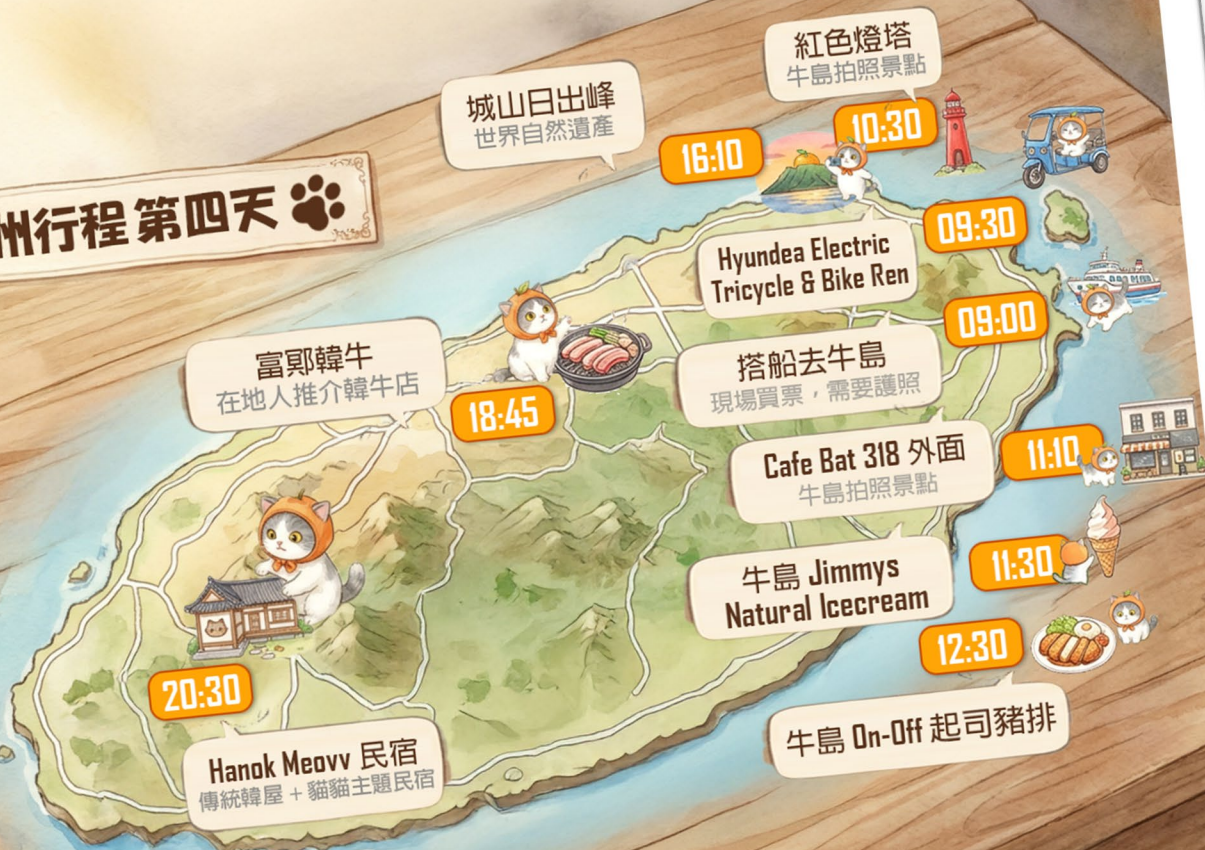 州行程第四天
紅色燈塔
牛島拍照景點
10:30
城山日出峰
世界自然遺產
16:10
Hyundea Electric
Tricycle & Bike Ren
09:30
搭船去牛島
現場買票，需要護照
09:00
富鄖韓牛
在地人推介韓牛店
18:45
Cafe Bat 318 外面
牛島拍照景點
11:10
牛島 Jimmys
Natural Icecream
11:30
12:30
牛島 On-Off 起司豬排
20:30
Hanok Meovv 民宿
傳統韓屋 + 貓貓主題民宿